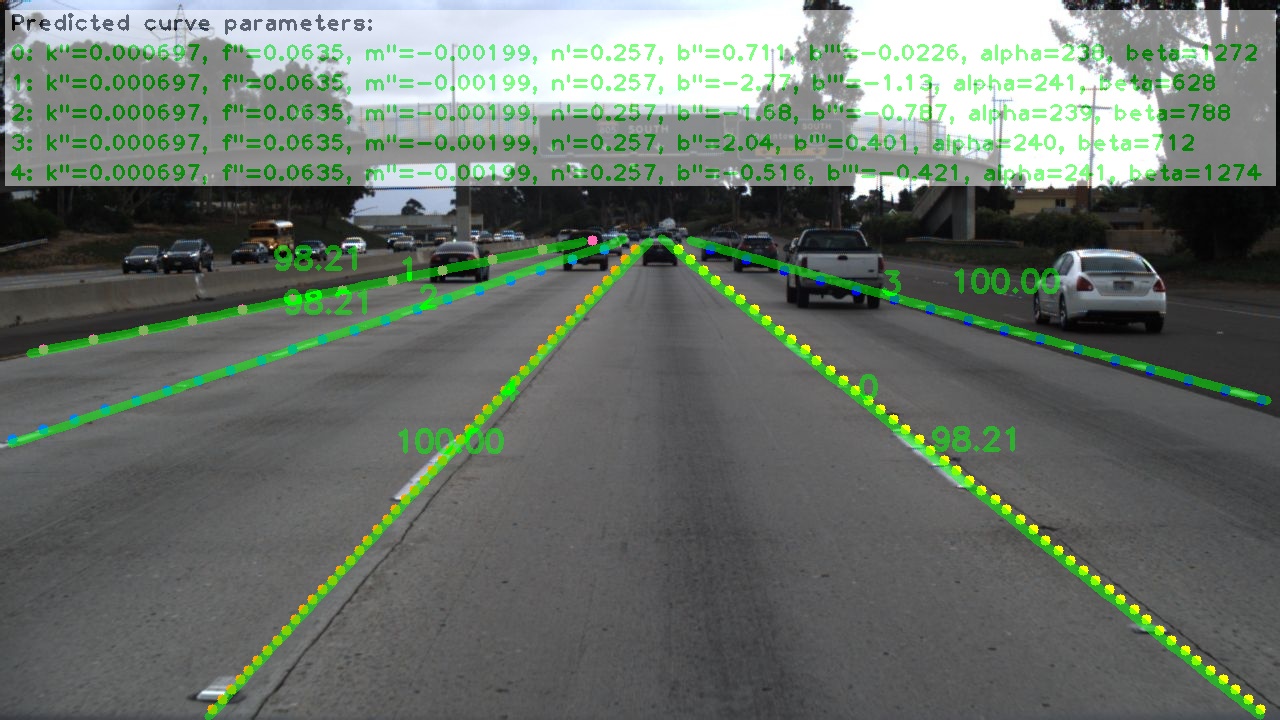 Predicted curve parameters:
0: k''=0.000697, f''=0.0635, m''=-0.00199, n'=0.257, b''=0.711, b'''=-0.0226, alpha=238, beta=1272
1: k''=0.000697, f''=0.0635, m''=-0.00199, n'=0.257, b''=-2.77, b'''=-1.13, alpha=241, beta=628
2: k''=0.000697, f''=0.0635, m''=-0.00199, n'=0.257, b''=-1.68, b'''=-0.787, alpha=239, beta=788
3: k''=0.000697, f''=0.0635, m''=-0.00199, n'=0.257, b''=2.04, b'''=0.401, alpha=240, beta=712
4: k''=0.000697, f''=0.0635, m''=-0.00199, n'=0.257, b''=-0.516, b'''=-0.421, alpha=241, beta=1274
SOUTH
SOUTH
98.21 1
98.21 2
3 100.00
0
100.00
98.21